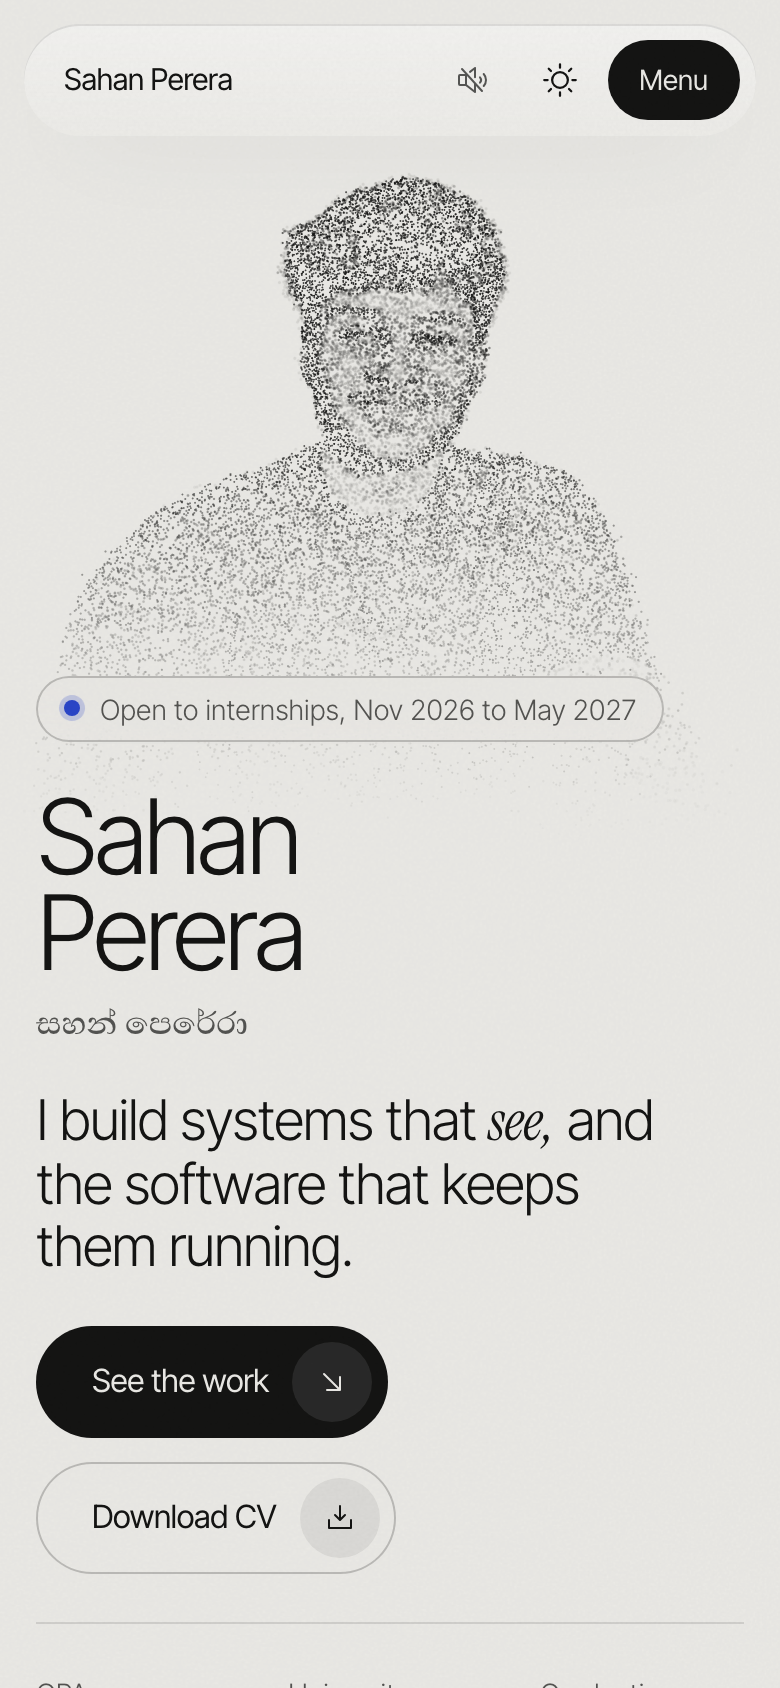 Sahan Perera
Menu
Open to internships, Nov 2026 to May 2027
Sahan
Perera
සහන් පෙරේරා
I build systems that see, and
the software that keeps
them running.
See the work
Download CV